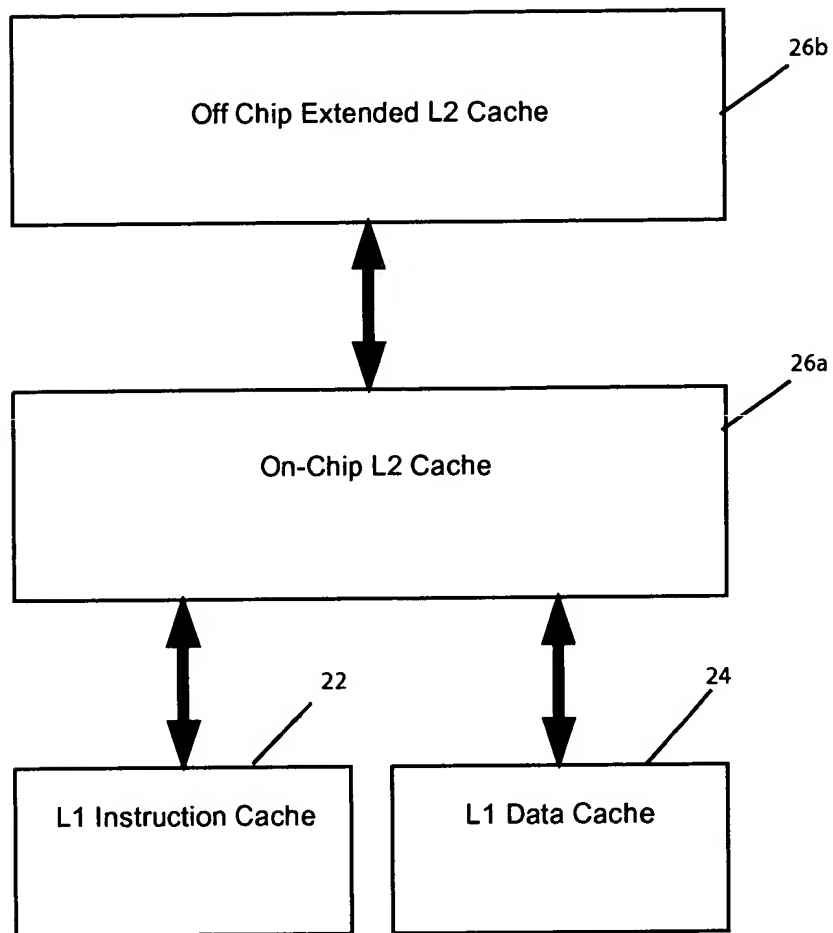 26b
Off Chip Extended L2 Cache
26a
On-Chip L2 Cache
22
24
L1 Instruction Cache
L1 Data Cache